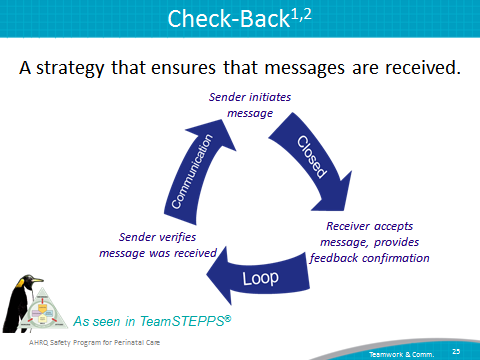 Check-Back1,2
A strategy that ensures that messages are received.
Sender initiates
message
Closed
Receiver accepts
message, provides
feedback confirmation
Loop
Sender verifies
message was received
Communication
As seen in TeamSTEPPS®
AHRQ Safety Program for Perinatal Care
Teamwork & Comm.
25